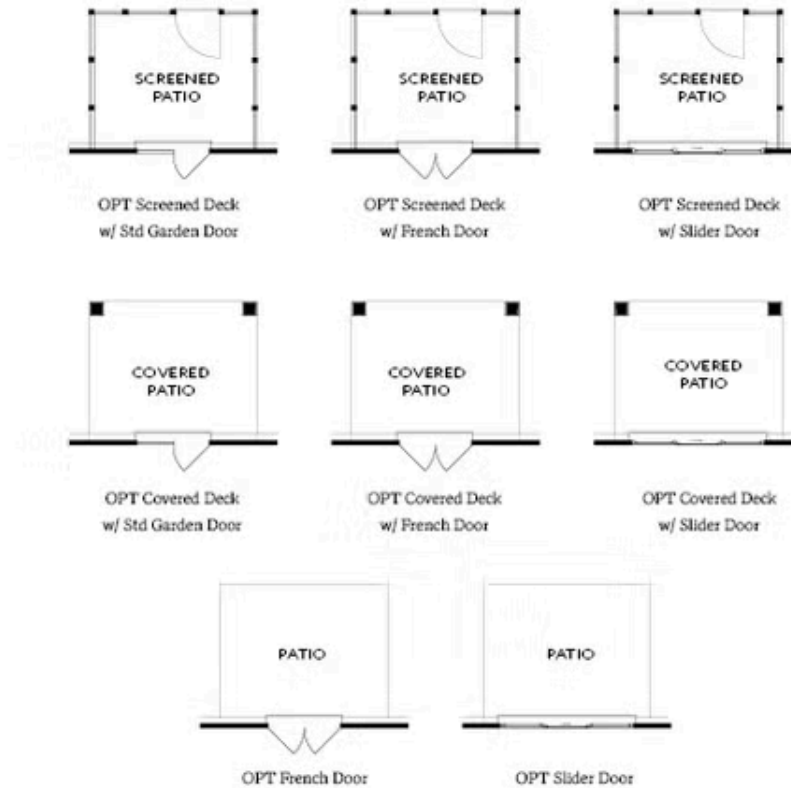 SCREENED
PATIO
SCREENED
PATIO
SCREENED
PATIO
OPT Screened Deck
w/ Std Garden Door
OPT Screened Deck
w/ French Door
OPT Screened Deck
w/ Slider Door
COVERED
PATIO
COVERED
PATIO
COVERED
PATIO
OPT Covered Deck
w/ Std Garden Door
OPT Covered Deck
w/ French Door
OPT Covered Deck
w/ Slider Door
PATIO
PATIO
OPT French Door
OPT Slider Door